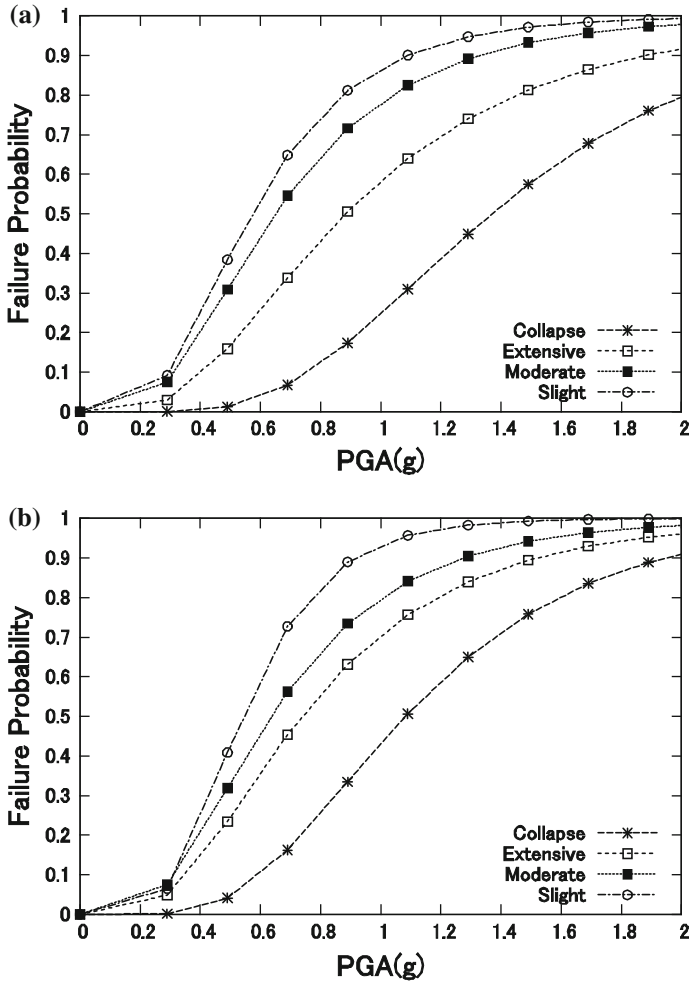 (a)
1
0.9
0.8
0.7
0.6
0.5
0.4
0.3
0.2
0.1
0
Failure Probability
Collapse
Extensive
Moderate
Slight
0 0.2 0.4 0.6 0.8 1 1.2 1.4 1.6 1.8 2
PGA(g)
(b)
1
0.9
0.8
0.7
0.6
0.5
0.4
0.3
0.2
0.1
0
Failure Probability
Collapse
Extensive
Moderate
Slight
0 0.2 0.4 0.6 0.8 1 1.2 1.4 1.6 1.8 2
PGA(g)